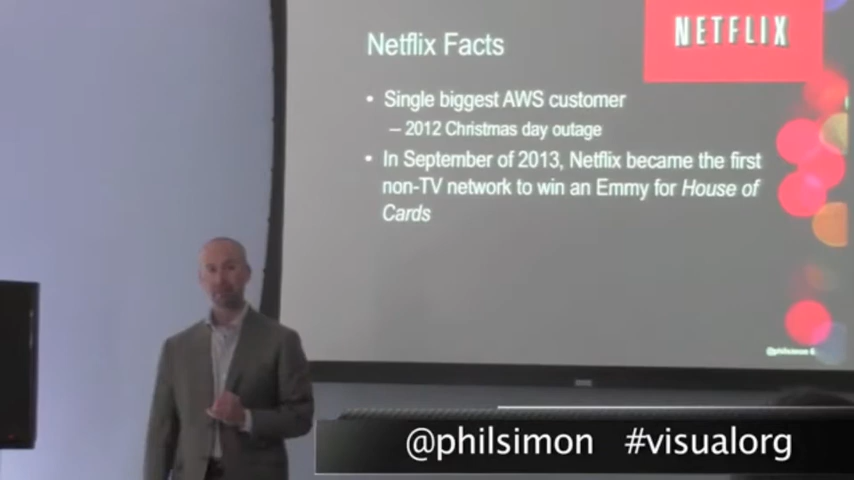 NETFLIX
Netflix Facts
• Single biggest AWS customer
– 2012 Christmas day outage
• In September of 2013, Netflix became the first
non-TV network to win an Emmy for House of
Cards
@philsimon
@philsimon #visualorg